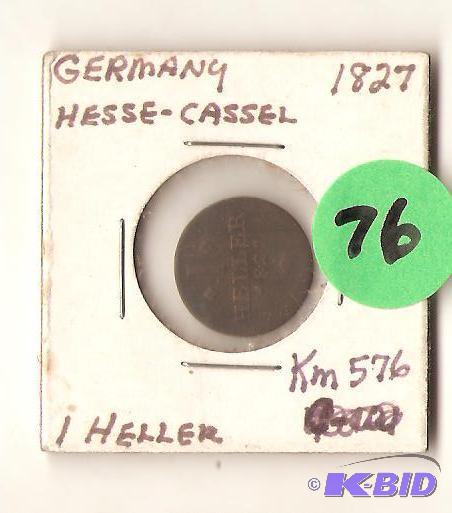 GERMANY 1827
HESSE-CASSEL
76
HELLER
Km 576
1 HELLER
© K-BID